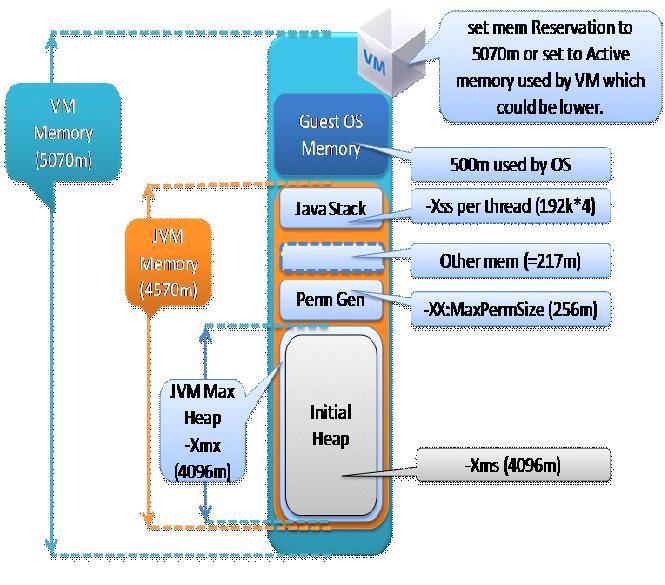 set mem Reservation to
5070m or set to Active
memory used by VM which
could be lower.
VM
VM
Memory
(5070m)
Guest OS
Memory
500m used by OS
Java Stack
-Xss per thread (192k*4)
JVM
Memory
(4570m)
Other mem (=217m)
Perm Gen
-XX:MaxPermSize (256m)
JVM Max
Heap
-Xmx
(4096m)
Initial
Heap
-Xms (4096m)